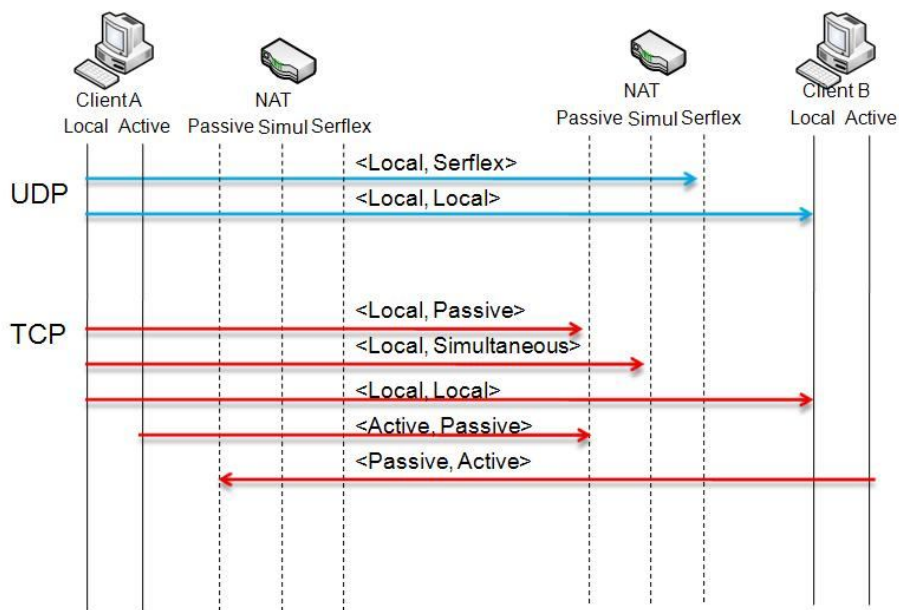 Client A
Local Active
NAT
Passive Simul Serflex
NAT
Passive Simul Serflex
Client B
Local Active
UDP
<Local, Serflex>
<Local, Local>
TCP
<Local, Passive>
<Local, Simultaneous>
<Local, Local>
<Active, Passive>
<Passive, Active>